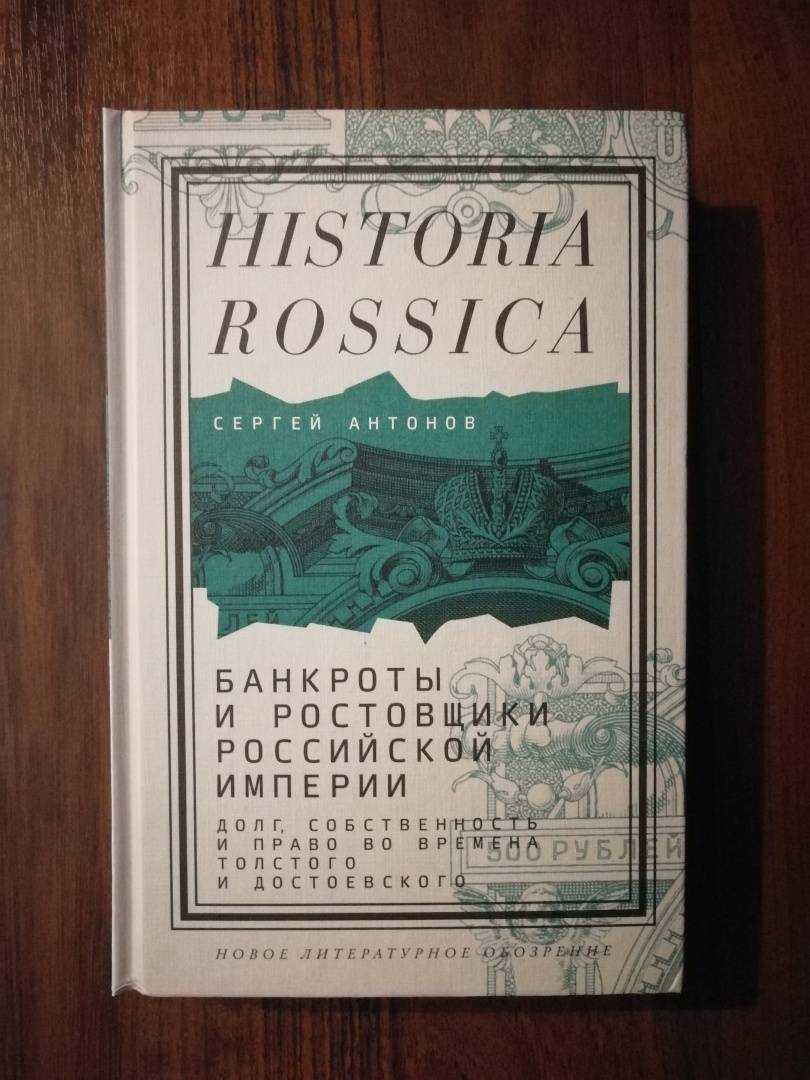 HISTORIA
ROSSICA
СЕРГЕЙ АНТОНОВ
ЛЕЙ
БАНКРОТЫ
И РОСТОВЩИКИ
РОССИЙСКОЙ
ИМПЕРИИ
ДОЛГ, СОБСТВЕННОСТЬ
И ПРАВО ВО ВРЕМЕНА
ТОЛСТОГО
И ДОСТОЕВСКОГО
500 РУБЛЕЙ
НОВОЕ ЛИТЕРАТУРНОЕ ОБОЗРЕНИЕ